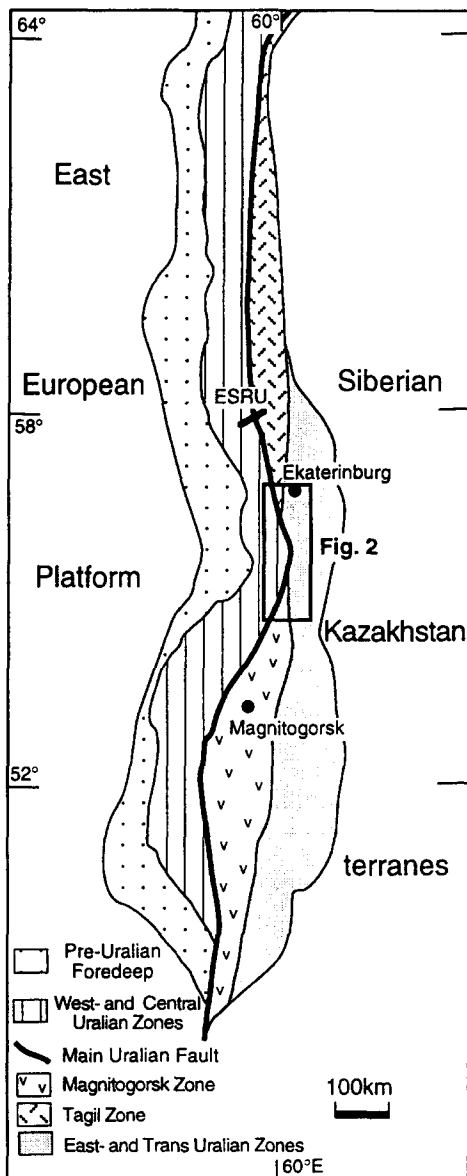 64°
60°
East
European
Siberian
ESRU
58°
Ekaterinburg
Fig. 2
Platform
Kazakhstan
Magnitogorsk
52°
terranes
Pre-Uralian
Foredeep
West- and Central
Uralian Zones
Main Uralian Fault
Magnitogorsk Zone
100km
Tagil Zone
East- and Trans Uralian Zones
60°E